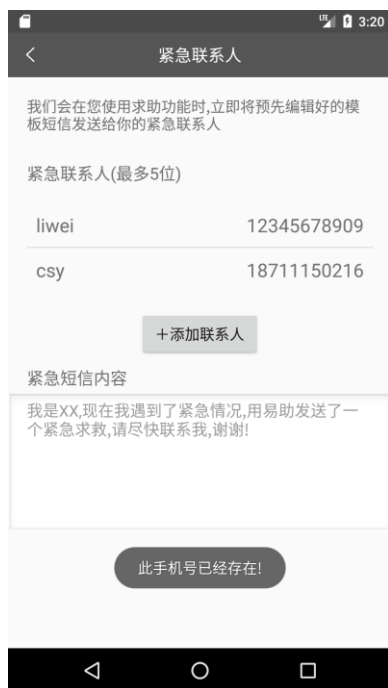 LTE 3:20
紧急联系人
我们会在您使用求助功能时,立即将预先编辑好的模
板短信发送给你的紧急联系人
紧急联系人(最多5位)
liwei 12345678909
csy 18711150216
+添加联系人
紧急短信内容
我是XX,现在我遇到了紧急情况,用易助发送了一
个紧急求救,请尽快联系我,谢谢!
此手机号已经存在!